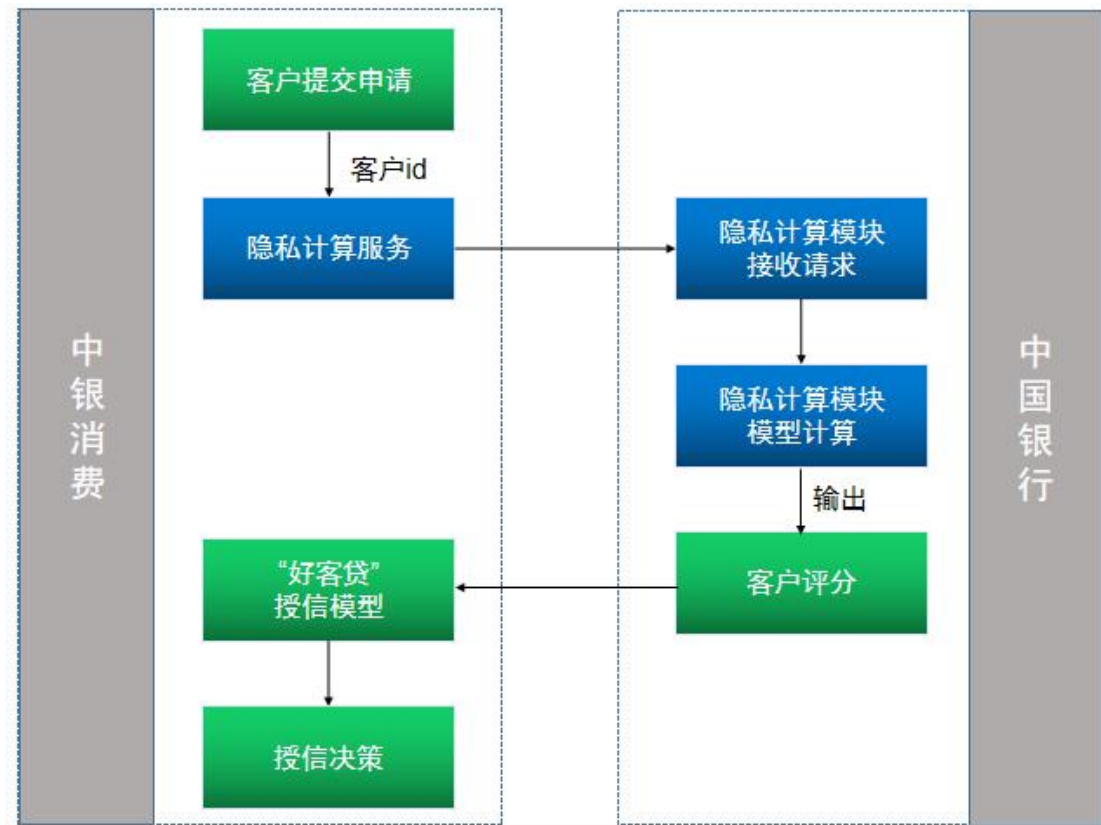 中银消费
客户提交申请
客户id
隐私计算服务
“好客贷”
授信模型
授信决策
隐私计算模块
接收请求
隐私计算模块
模型计算
输出
客户评分
中国银行